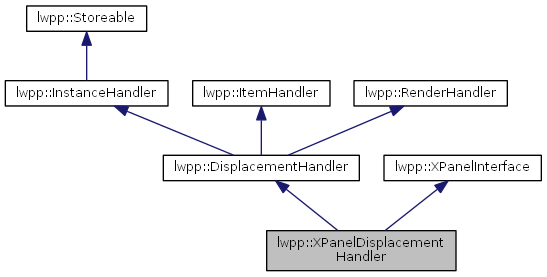 lwpp::Storeable
lwpp::InstanceHandler
lwpp::ItemHandler
lwpp::RenderHandler
lwpp::DisplacementHandler
lwpp::XPanelInterface
lwpp::XPanelDisplacement
Handler